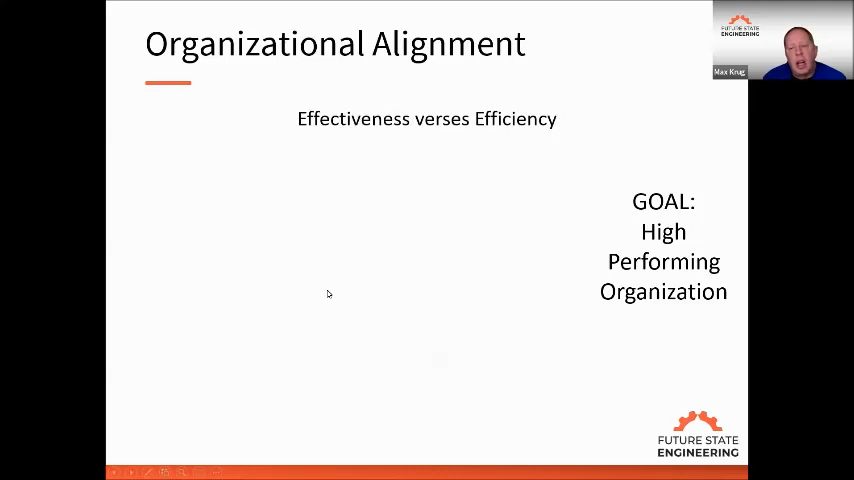 Organizational Alignment
FUTURE STATE
ENGINEERING
Max Krug
Effectiveness verses Efficiency
GOAL:
High
Performing
Organization
FUTURE STATE
ENGINEERING